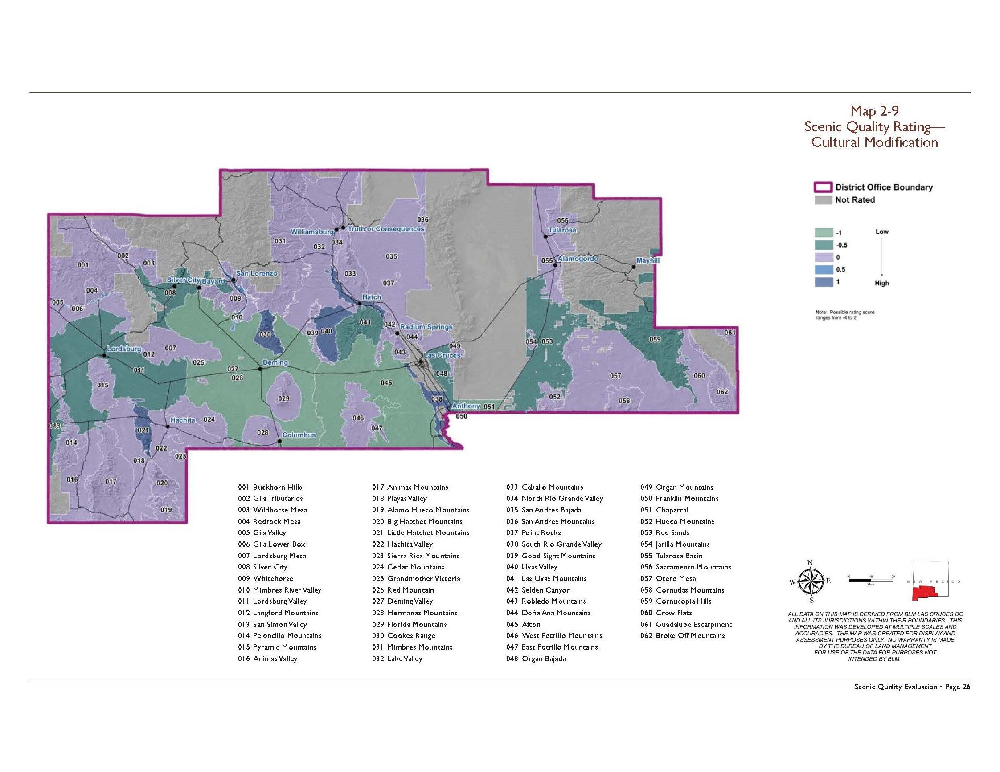 Map 2-9
Scenic Quality Rating—
Cultural Modification
District Office Boundary
Not Rated
-1
Low
-0.5
0
0.5
1
High
Note: Possible rating score
ranges from -4 to 2.
036
056
Williamsburg
Truth or Consequences
Tularosa
031
034
032
002
035
055
Alamogordo
Mayhill
001
003
San Lorenzo
033
Silver City
Bayard
037
004
008
009
Hatch
005
006
010
041
042
Radium Springs
030
039
040
044
061
054
053
059
049
Lordsburg
012
007
043
Las Cruces
025
Deming
011
027
026
045
048
057
060
015
029
038
062
052
058
Anthony
051
050
Hachita
024
046
013
021
028
Columbus
047
014
022
023
018
016
017
020
019
001 Buckhorn Hills
002 Gila Tributaries
003 Wildhorse Mesa
004 Redrock Mesa
005 Gila Valley
006 Gila Lower Box
007 Lordsburg Mesa
008 Silver City
009 Whitehorse
010 Mimbres River Valley
011 Lordsburg Valley
012 Langford Mountains
013 San Simon Valley
014 Peloncillo Mountains
015 Pyramid Mountains
016 Animas Valley
017 Animas Mountains
018 Playas Valley
019 Alamo Hueco Mountains
020 Big Hatchet Mountains
021 Little Hatchet Mountains
022 Hachita Valley
023 Sierra Rica Mountains
024 Cedar Mountains
025 Grandmother Victoria
026 Red Mountain
027 Deming Valley
028 Hermanas Mountains
029 Florida Mountains
030 Cookes Range
031 Mimbres Mountains
032 Lake Valley
033 Caballo Mountains
034 North Rio Grande Valley
035 San Andres Bajada
036 San Andres Mountains
037 Point Rocks
038 South Rio Grande Valley
039 Good Sight Mountains
040 Uvas Valley
041 Las Uvas Mountains
042 Selden Canyon
043 Robledo Mountains
044 Doña Ana Mountains
045 Afton
046 West Potrillo Mountains
047 East Potrillo Mountains
048 Organ Bajada
049 Organ Mountains
050 Franklin Mountains
051 Chaparral
052 Hueco Mountains
053 Red Sands
054 Jarilla Mountains
055 Tularosa Basin
056 Sacramento Mountains
057 Otero Mesa
058 Cornudas Mountains
059 Cornucopia Hills
060 Crow Flats
061 Guadalupe Escarpment
062 Broke Off Mountains
N
W
E
S
0 10 20
Miles
NEW MEXICO
ALL DATA ON THIS MAP IS DERIVED FROM BLM LAS CRUCES DO
AND ALL ITS JURISDICTIONS WITHIN THEIR BOUNDARIES. THIS
INFORMATION WAS DEVELOPED AT MULTIPLE SCALES AND
ACCURACIES. THE MAP WAS CREATED FOR DISPLAY AND
ASSESSMENT PURPOSES ONLY. NO WARRANTY IS MADE
BY THE BUREAU OF LAND MANAGEMENT
FOR USE OF THE DATA FOR PURPOSES NOT
INTENDED BY BLM.
Scenic Quality Evaluation • Page 26